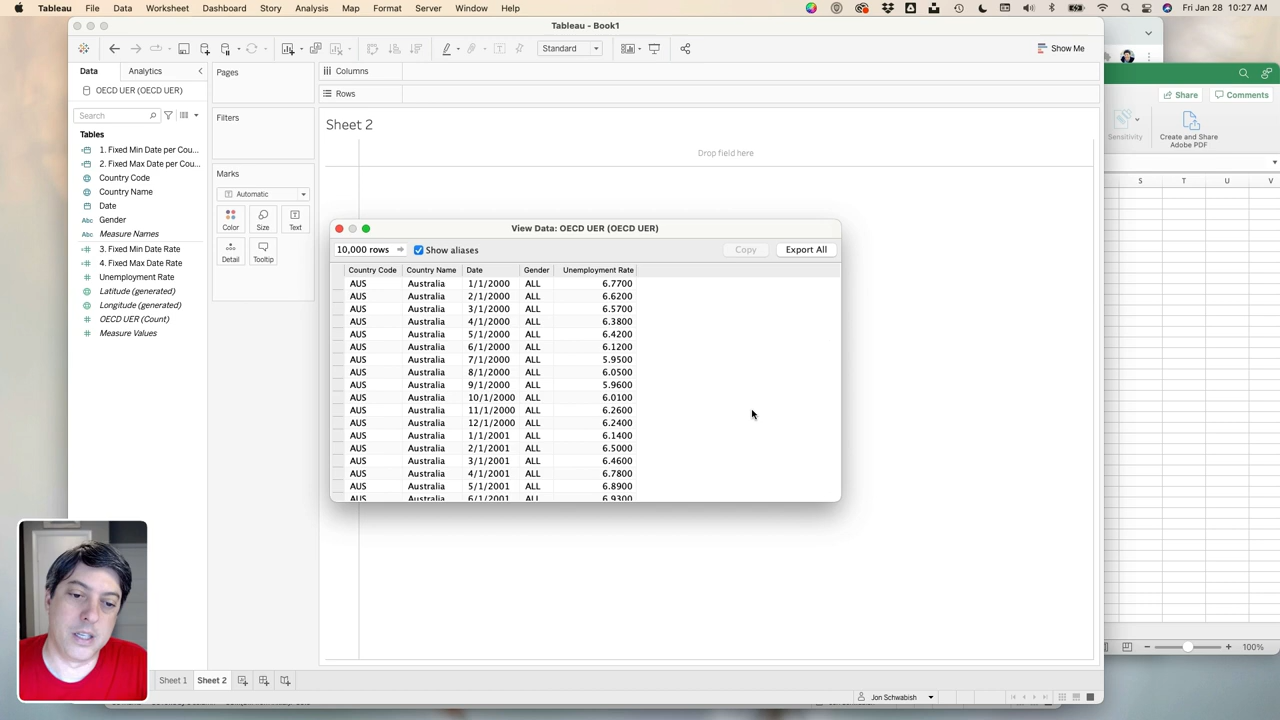 Tableau File Data Worksheet Dashboard Story Analysis Map Format Server Window Help Fri Jan 28 10:27 AM
Tableau - Book1
Standard Show Me
Data Analytics Pages Columns
OECD UER (OECD UER) Rows
Share Comments
Search
Filters
Sheet 2
Sensitivity Create and Share
Adobe PDF
Tables
1. Fixed Min Date per Cou...
2. Fixed Max Date per Cou...
Drop field here
Country Code
Marks
S T U V
Country Name
Automatic
Date
Abc Gender
Color Size Text
Abc Measure Names
3. Fixed Min Date Rate
Detail Tooltip
4. Fixed Max Date Rate
Unemployment Rate
Latitude (generated)
Longitude (generated)
OECD UER (Count)
Measure Values
View Data: OECD UER (OECD UER)
10,000 rows Show aliases Copy Export All
Country Code Country Name Date Gender Unemployment Rate
AUS Australia 1/1/2000 ALL 6.7700
AUS Australia 2/1/2000 ALL 6.6200
AUS Australia 3/1/2000 ALL 6.5700
AUS Australia 4/1/2000 ALL 6.3800
AUS Australia 5/1/2000 ALL 6.4200
AUS Australia 6/1/2000 ALL 6.1200
AUS Australia 7/1/2000 ALL 5.9500
AUS Australia 8/1/2000 ALL 6.0500
AUS Australia 9/1/2000 ALL 5.9600
AUS Australia 10/1/2000 ALL 6.0100
AUS Australia 11/1/2000 ALL 6.2600
AUS Australia 12/1/2000 ALL 6.2400
AUS Australia 1/1/2001 ALL 6.1400
AUS Australia 2/1/2001 ALL 6.5000
AUS Australia 3/1/2001 ALL 6.4600
AUS Australia 4/1/2001 ALL 6.7800
AUS Australia 5/1/2001 ALL 6.8900
AUS Australia 6/1/2001 ALL 6.9300
100%
Sheet 1 Sheet 2
Jon Schwabish